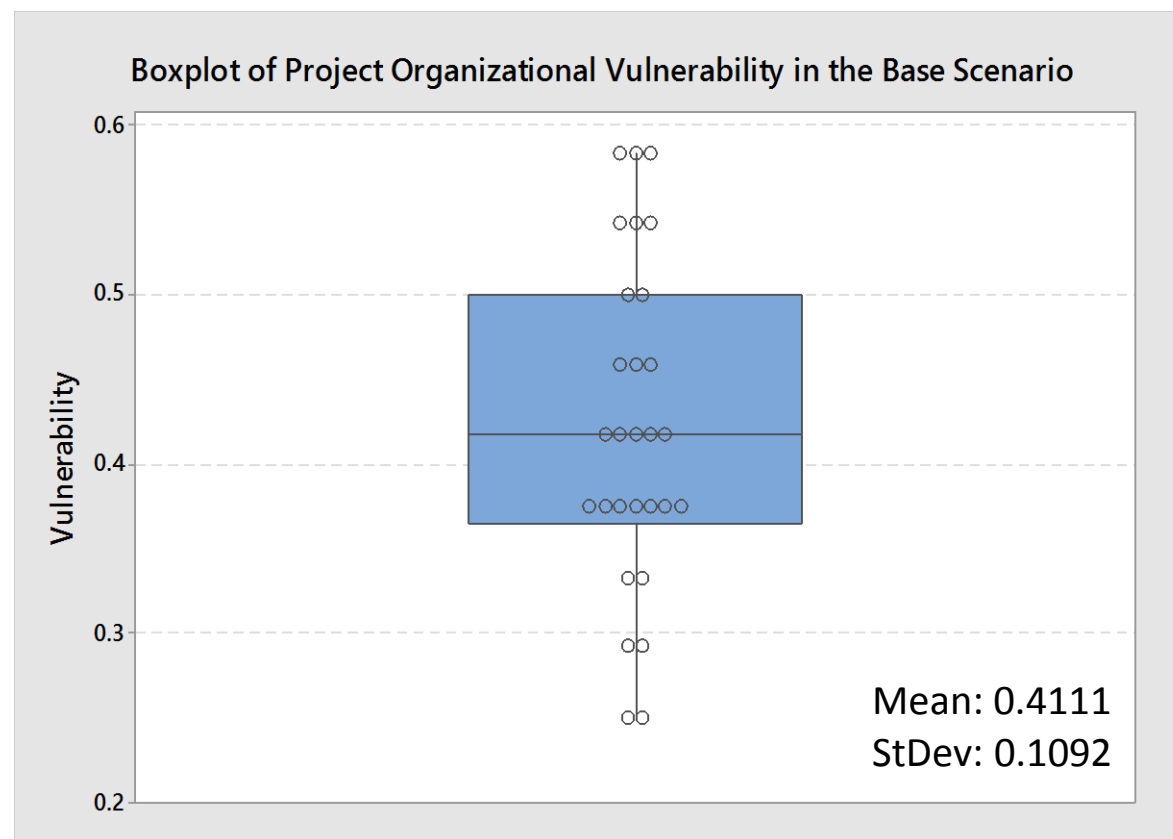 Boxplot of Project Organizational Vulnerability in the Base Scenario
0.6
0.5
0.4
0.3
0.2
Vulnerability
Mean: 0.4111
StDev: 0.1092